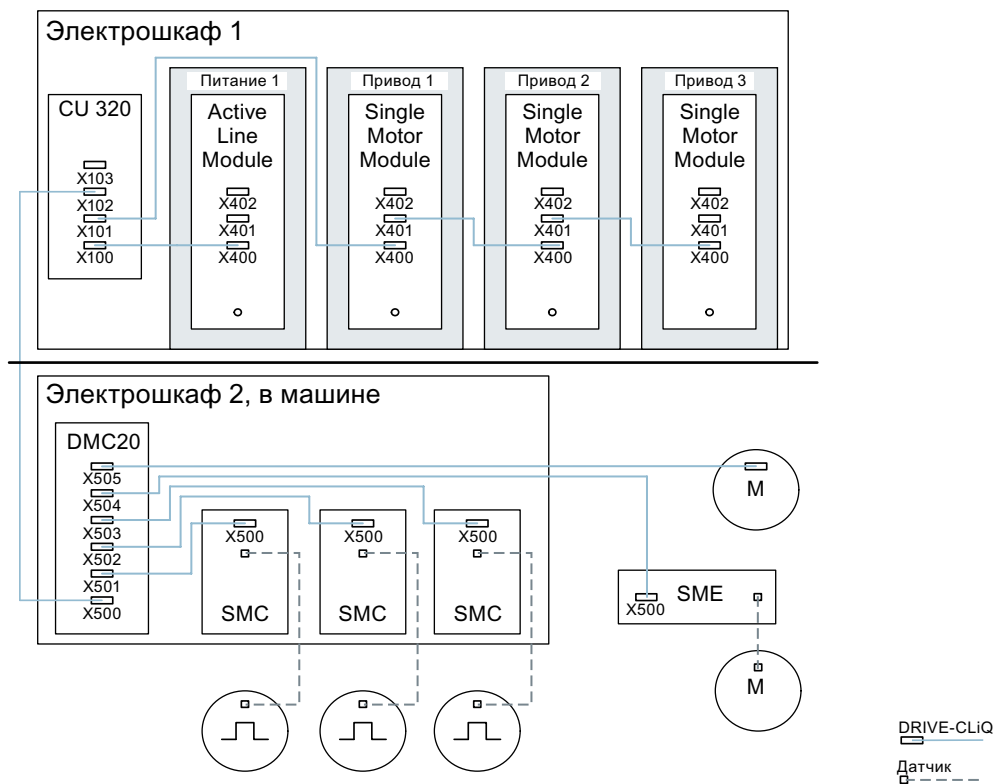 Электрошкаф 1
Питание 1
Привод 1
Привод 2
Привод 3
CU 320
X103
X102
X101
X100
Active
Line
Module
X402
X401
X400
Single
Motor
Module
X402
X401
X400
Single
Motor
Module
X402
X401
X400
Single
Motor
Module
X402
X401
X400
Электрошкаф 2, в машине
DMC20
X505
X504
X503
X502
X501
X500
X500
SMC
X500
SMC
X500
SMC
M
X500
SME
M
DRIVE-CLiQ
Датчик